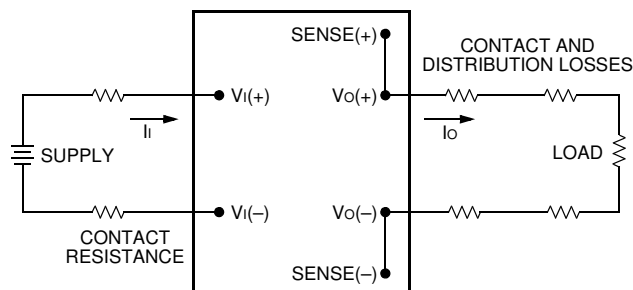 SENSE(+)
CONTACT AND
DISTRIBUTION LOSSES
VI(+)
VO(+)
II
IO
SUPPLY
LOAD
VI(–)
VO(–)
CONTACT
RESISTANCE
SENSE(–)